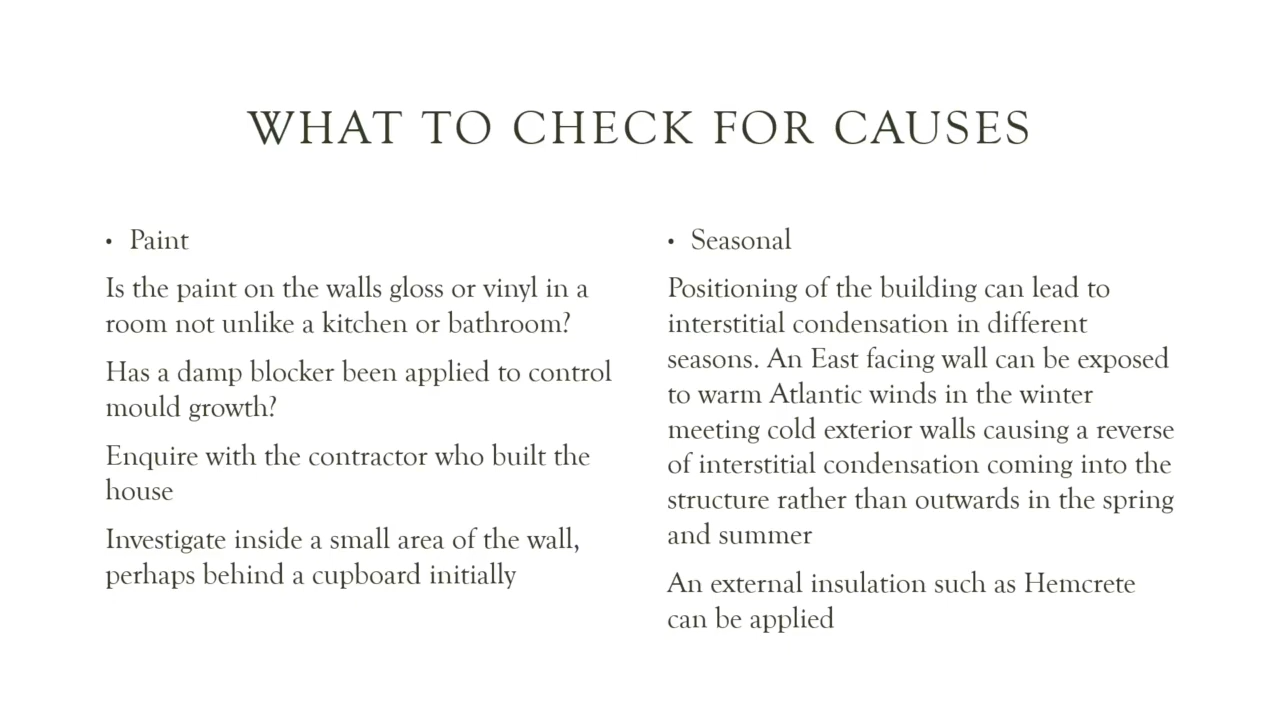 WHAT TO CHECK FOR CAUSES
• Paint
Is the paint on the walls gloss or vinyl in a
room not unlike a kitchen or bathroom?
Has a damp blocker been applied to control
mould growth?
Enquire with the contractor who built the
house
Investigate inside a small area of the wall,
perhaps behind a cupboard initially
• Seasonal
Positioning of the building can lead to
interstitial condensation in different
seasons. An East facing wall can be exposed
to warm Atlantic winds in the winter
meeting cold exterior walls causing a reverse
of interstitial condensation coming into the
structure rather than outwards in the spring
and summer
An external insulation such as Hemcrete
can be applied